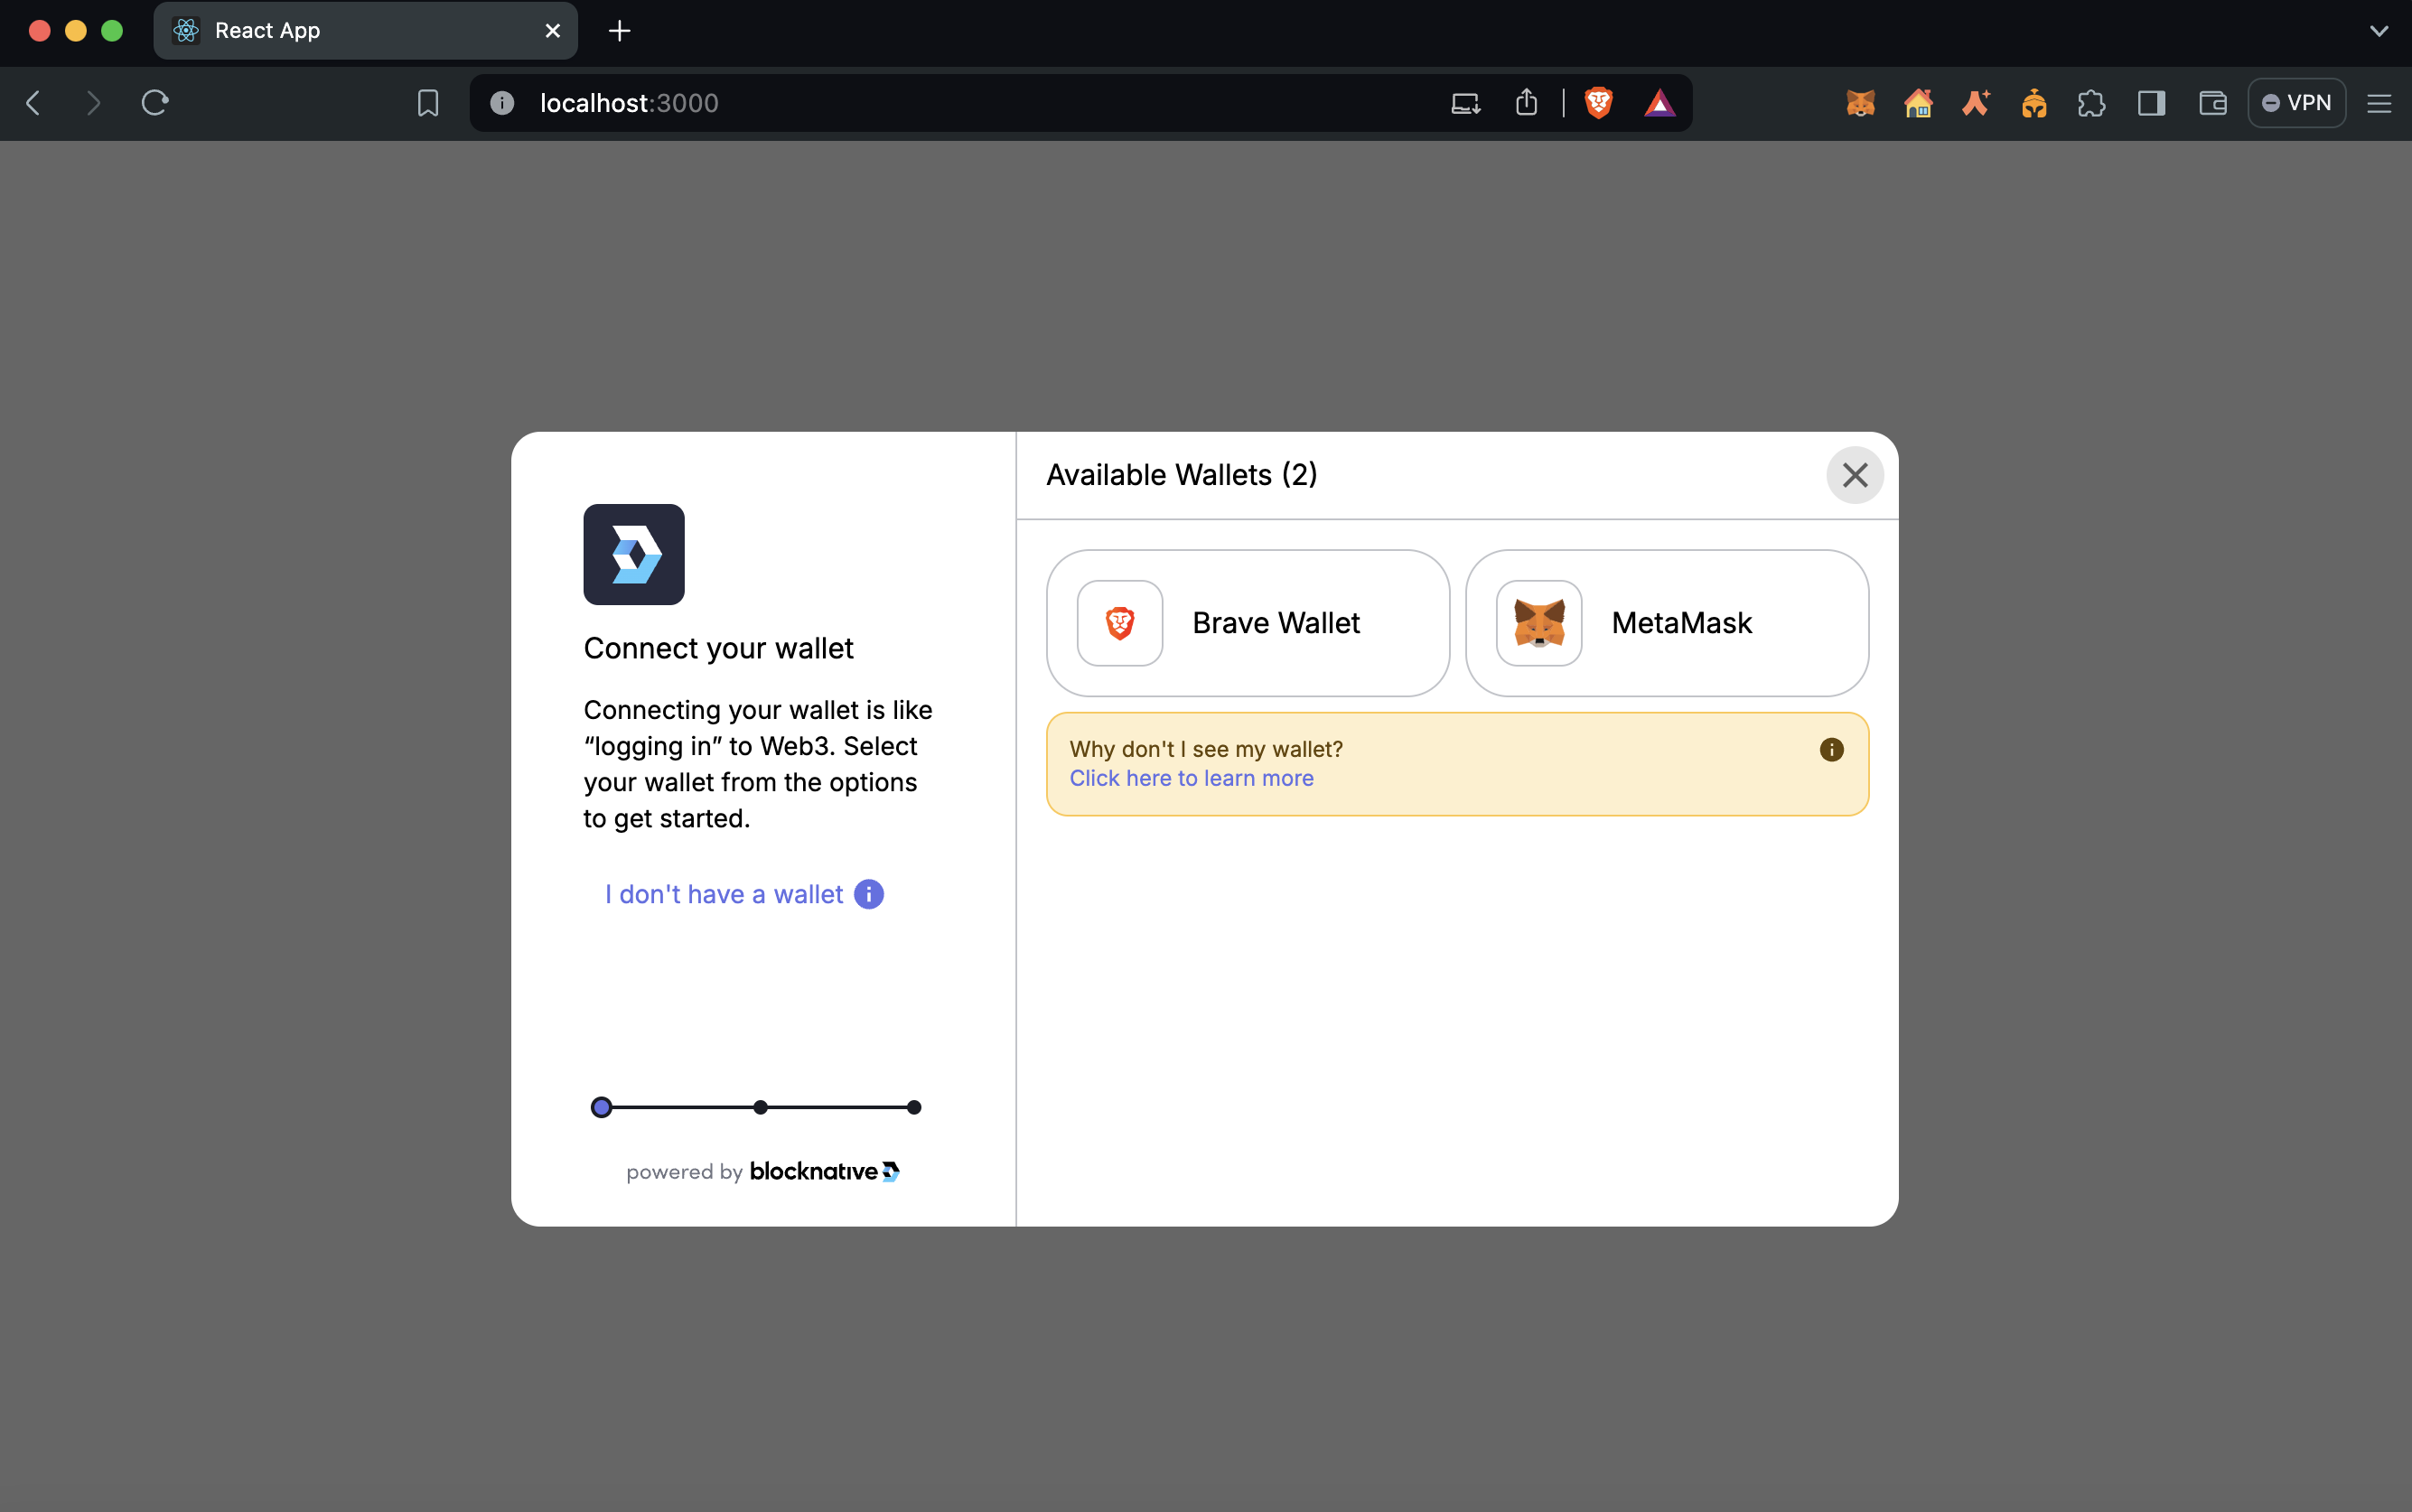 React App
localhost:3000
VPN
Connect your wallet
Connecting your wallet is like
“logging in” to Web3. Select
your wallet from the options
to get started.
I don't have a wallet
powered by blocknative
Available Wallets (2)
Brave Wallet
MetaMask
Why don't I see my wallet?
Click here to learn more